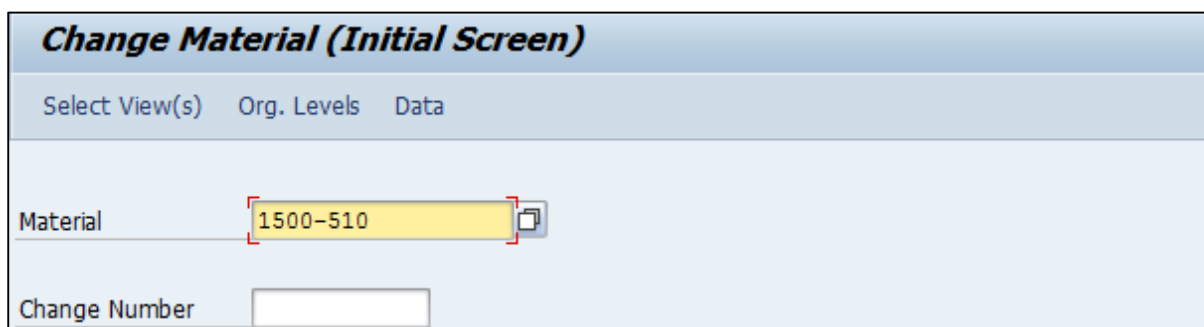 Change Material (Initial Screen)
Select View(s) Org. Levels Data
Material 1500-510
Change Number